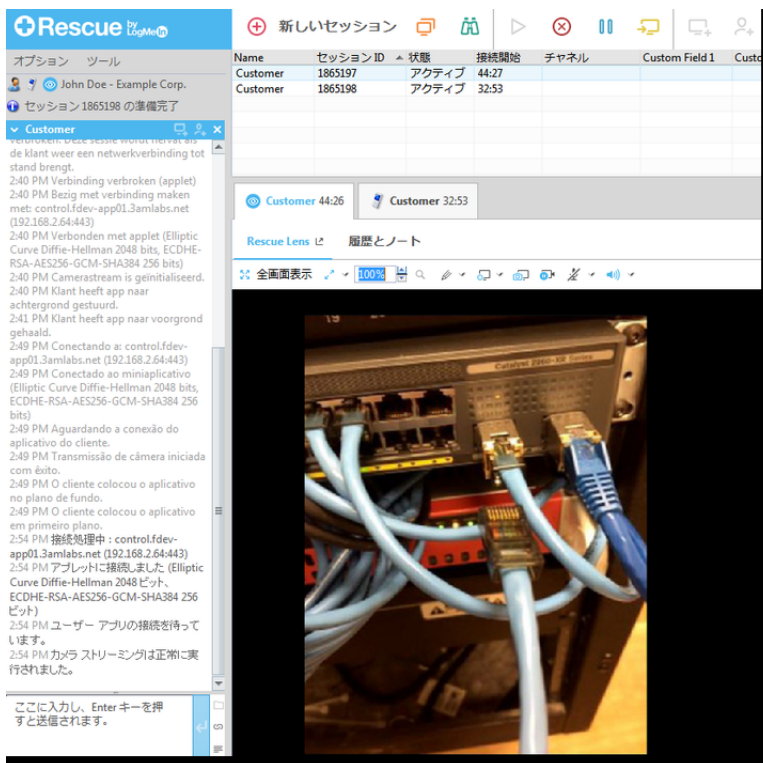 Rescue by LogMeIn
新しいセッション
オプション ツール
John Doe - Example Corp.
セッション 1865198 の準備完了
Name セッション ID 状態 接続開始 チャネル Custom Field 1 Custo
Customer 1865197 アクティブ 44:27
Customer 1865198 アクティブ 32:53
Customer
verbroken. Deze sessie wordt hervat als
de klant weer een netwerkverbinding tot
stand brengt.
2:40 PM Verbinding verbroken (applet)
2:40 PM Bezig met verbinding maken
met: control.fdev-app01.3amlabs.net
(192.168.2.64:443)
2:40 PM Verbonden met applet (Elliptic
Curve Diffie-Hellman 2048 bits, ECDHE-
RSA-AES256-GCM-SHA384 256 bits)
2:40 PM Camerastream is geïnitialiseerd.
2:40 PM Klant heeft app naar
achtergrond gestuurd.
2:41 PM Klant heeft app naar voorgrond
gehaald.
2:49 PM Conectando a: control.fdev-
app01.3amlabs.net (192.168.2.64:443)
2:49 PM Conectado ao miniaplicativo
(Elliptic Curve Diffie-Hellman 2048 bits,
ECDHE-RSA-AES256-GCM-SHA384 256
bits)
2:49 PM Aguardando a conexão do
aplicativo do cliente.
2:49 PM Transmissão de câmera iniciada
com êxito.
2:49 PM O cliente colocou o aplicativo
no plano de fundo.
2:49 PM O cliente colocou o aplicativo
em primeiro plano.
2:54 PM 接続処理中 : control.fdev-
app01.3amlabs.net (192.168.2.64:443)
2:54 PM アプレットに接続しました (Elliptic
Curve Diffie-Hellman 2048 ビット、
ECDHE-RSA-AES256-GCM-SHA384 256
ビット)
2:54 PM ユーザー アプリの接続を待って
います。
2:54 PM カメラ ストリーミングは正常に実
行されました。
ここに入力し、Enter キーを押
すと送信されます。
Customer 44:26 Customer 32:53
Rescue Lens 履歴とノート
全画面表示 100%
19
Catalyst 2960-XR Series